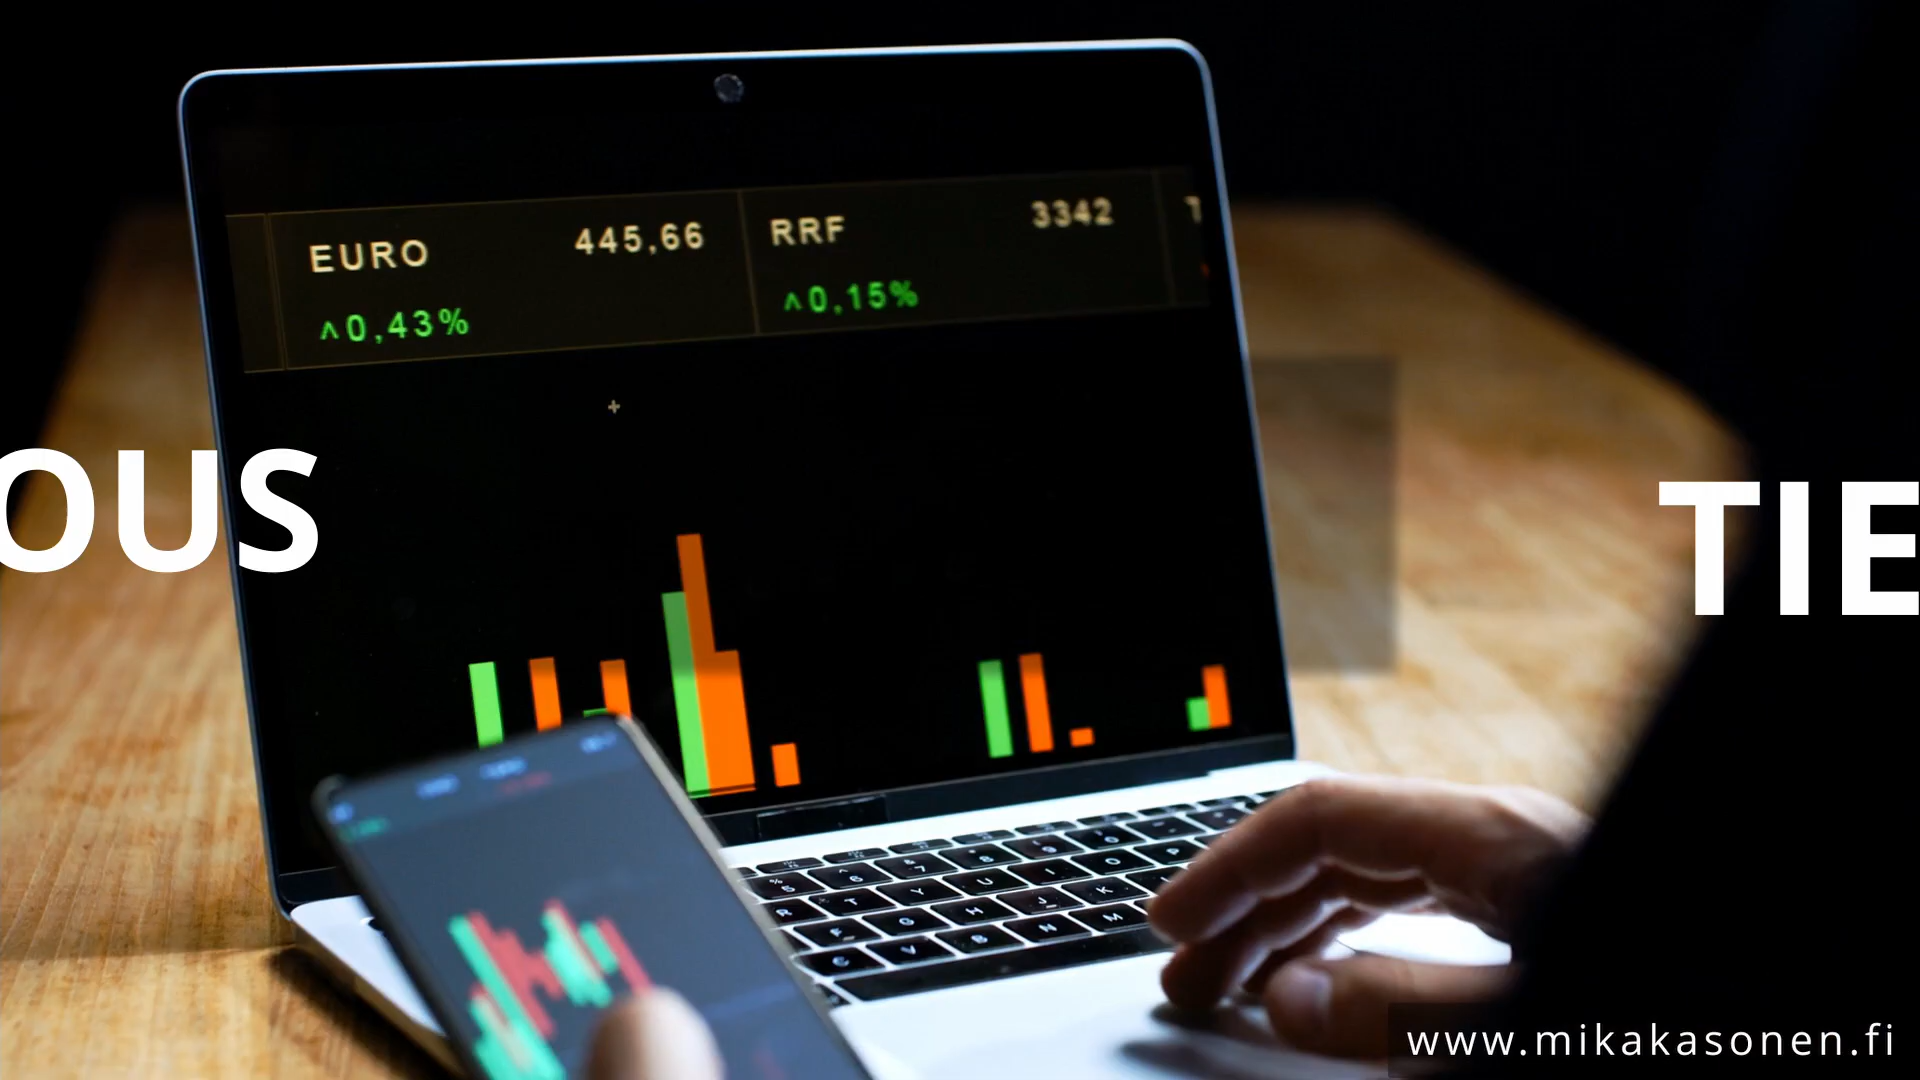 EURO 445,66
^0,43%
RRF 3342
^0,15%
OUS
TIE
www.mikakasonen.fi